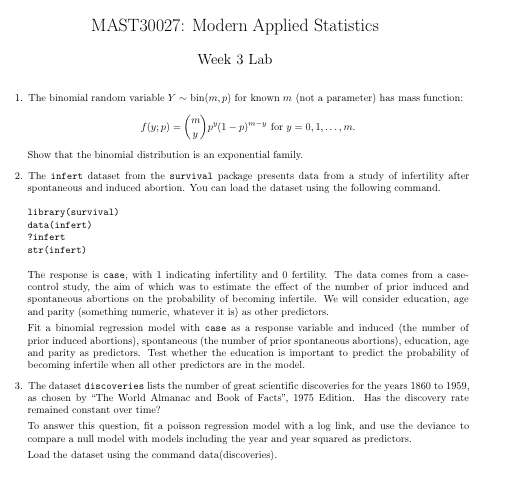 MAST30027: Modern Applied Statistics
Week 3 Lab
1. The binomial random variable Y ∼ bin(m, p) for known m (not a parameter) has mass function:
f(y; p) = (m y) p^y (1 − p)^{m−y} for y = 0, 1, . . . , m.
Show that the binomial distribution is an exponential family.
2. The infert dataset from the survival package presents data from a study of infertility after
spontaneous and induced abortion. You can load the dataset using the following command.
library(survival)
data(infert)
?infert
str(infert)
The response is case, with 1 indicating infertility and 0 fertility. The data comes from a case-
control study, the aim of which was to estimate the effect of the number of prior induced and
spontaneous abortions on the probability of becoming infertile. We will consider education, age
and parity (something numeric, whatever it is) as other predictors.
Fit a binomial regression model with case as a response variable and induced (the number of
prior induced abortions), spontaneous (the number of prior spontaneous abortions), education, age
and parity as predictors. Test whether the education is important to predict the probability of
becoming infertile when all other predictors are in the model.
3. The dataset discoveries lists the number of great scientific discoveries for the years 1860 to 1959,
as chosen by “The World Almanac and Book of Facts”, 1975 Edition. Has the discovery rate
remained constant over time?
To answer this question, fit a poisson regression model with a log link, and use the deviance to
compare a null model with models including the year and year squared as predictors.
Load the dataset using the command data(discoveries).